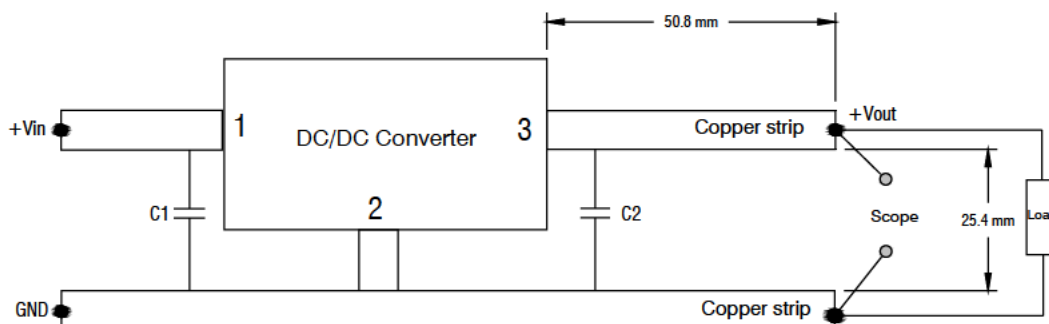 50.8 mm
+Vin
1
DC/DC Converter
3
Copper strip
+Vout
C1
2
C2
Scope
25.4 mm
Loa
GND
Copper strip